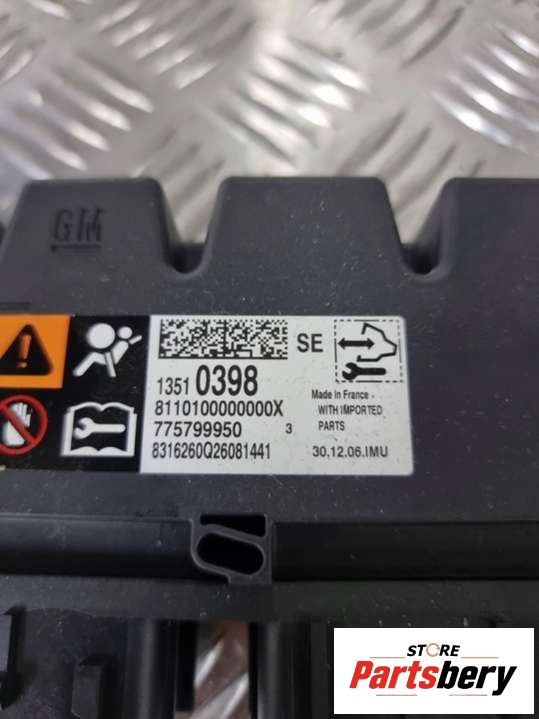 GM
SE
1351 0398
8110100000000X
775799950 3
8316260Q26081441
Made In France
WITH IMPORTED
PARTS
30.12.06.IMU
STORE
Partsbery